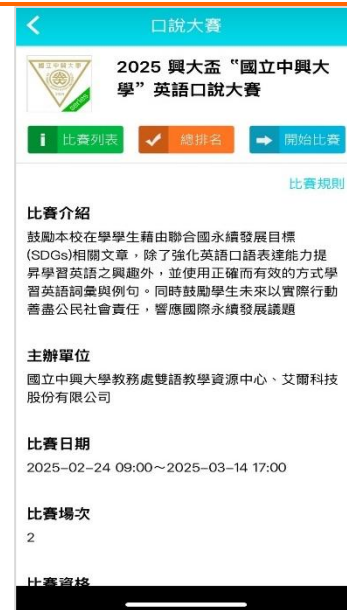 口說大賽
2025 興大盃 “國立中興大
學” 英語口說大賽
比賽列表
總排名
開始比賽
比賽規則
比賽介紹
鼓勵本校在學學生藉由聯合國永續發展目標
(SDGs)相關文章，除了強化英語口語表達能力提
昇學習英語之興趣外，並使用正確而有效的方式學
習英語詞彙與例句。同時鼓勵學生未來以實際行動
善盡公民社會責任，響應國際永續發展議題
主辦單位
國立中興大學教務處雙語教學資源中心、艾爾科技
股份有限公司
比賽日期
2025-02-24 09:00~2025-03-14 17:00
比賽場次
2
比賽資格